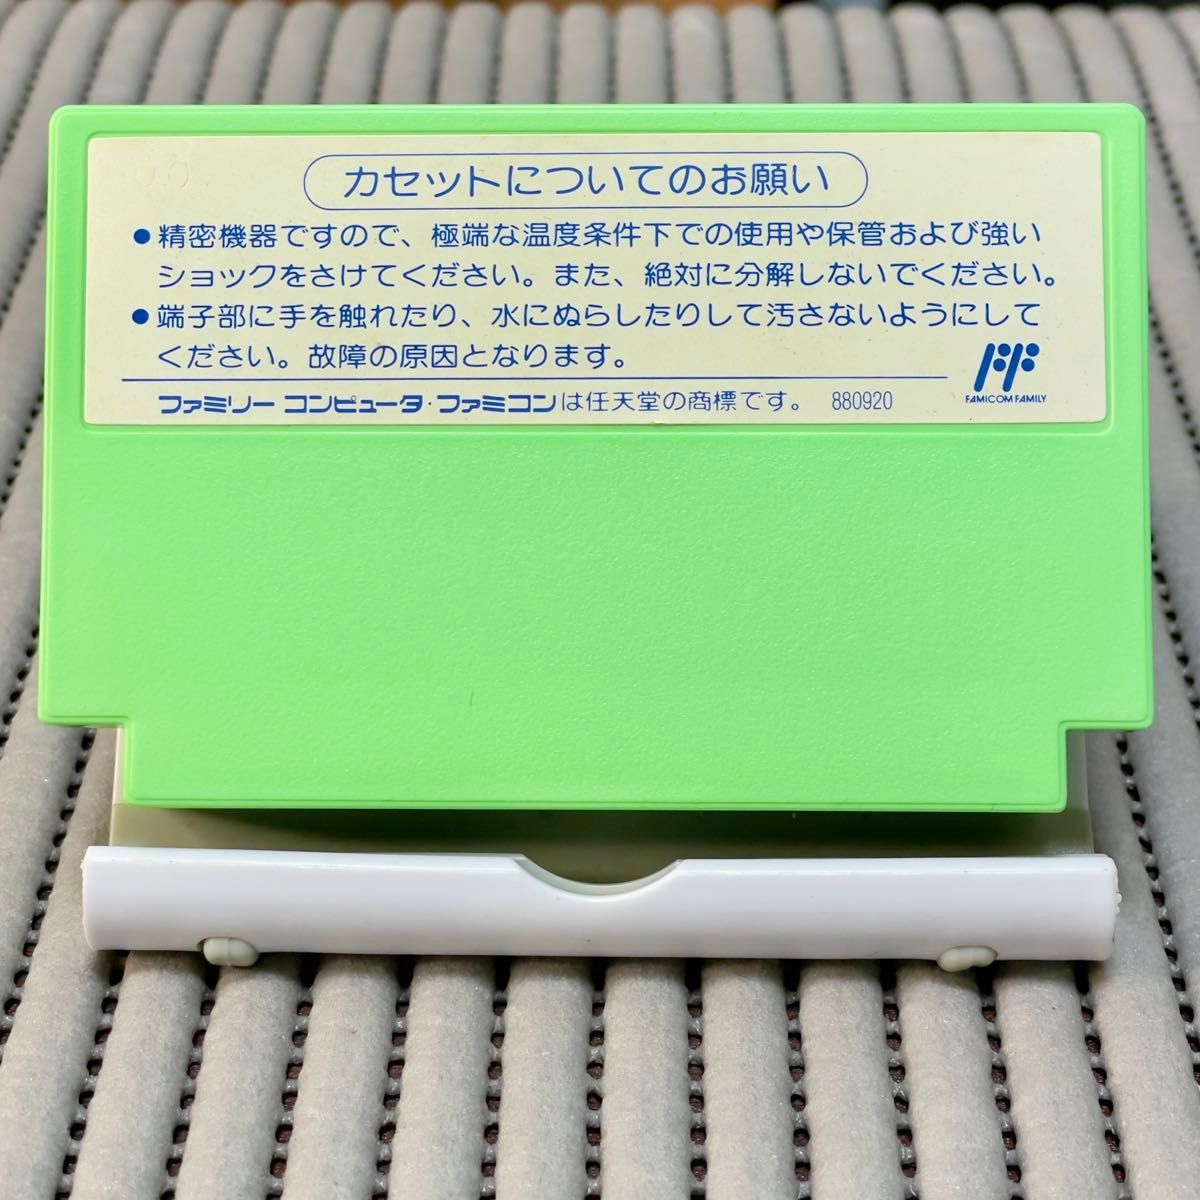 カセットについてのお願い
●精密機器ですので、極端な温度条件下での使用や保管および強い
ショックをさけてください。また、絶対に分解しないでください。
●端子部に手を触れたり、水にぬらしたりして汚さないようにして
ください。故障の原因となります。
FAMICOM FAMILY
ファミリー コンピュータ・ファミコンは任天堂の商標です。 880920